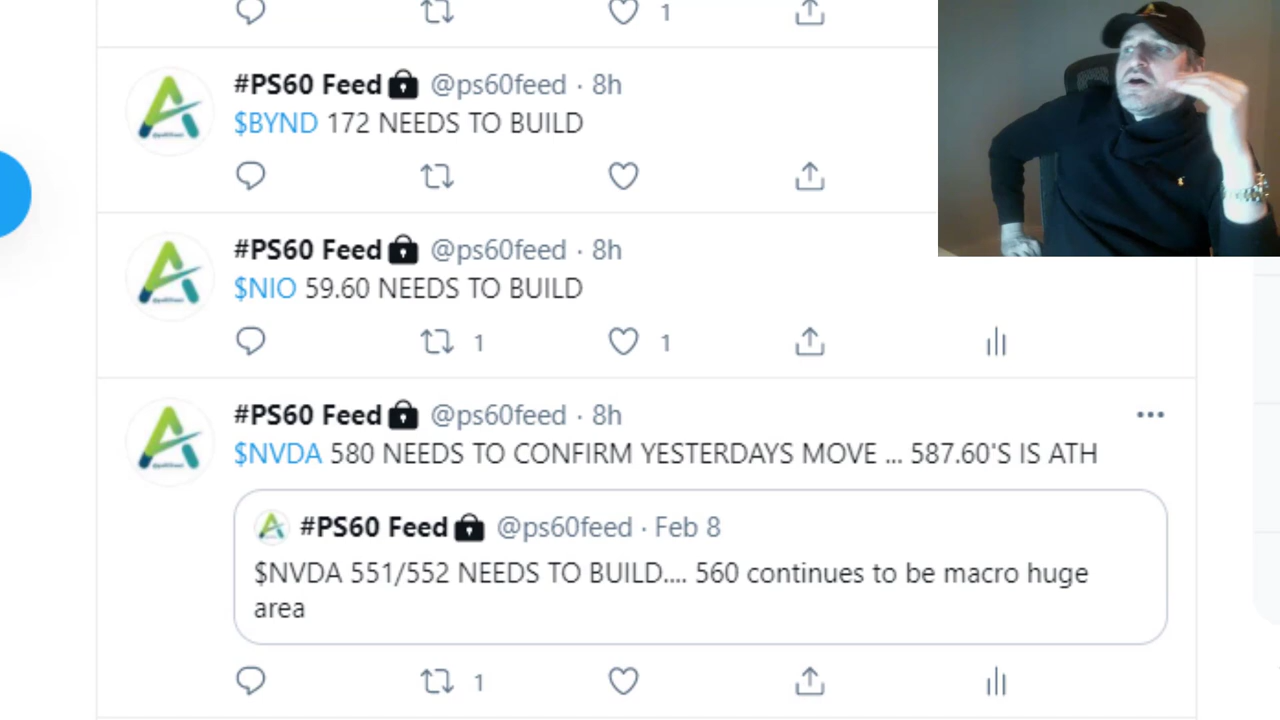 1
#PS60 Feed @ps60feed · 8h
$BYND 172 NEEDS TO BUILD
#PS60 Feed @ps60feed · 8h
$NIO 59.60 NEEDS TO BUILD
1 1
#PS60 Feed @ps60feed · 8h
$NVDA 580 NEEDS TO CONFIRM YESTERDAYS MOVE ... 587.60'S IS ATH
#PS60 Feed @ps60feed · Feb 8
$NVDA 551/552 NEEDS TO BUILD.... 560 continues to be macro huge
area
1